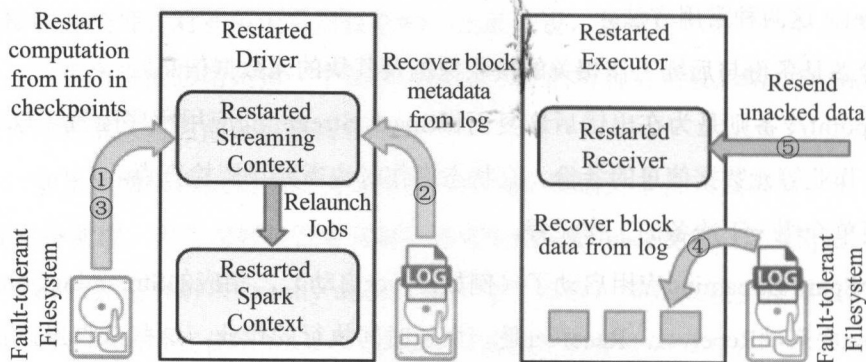 Restart
computation
from info in
checkpoints
①
③
Fault-tolerant
Filesystem
Restarted
Driver
Restarted
Streaming
Context
Relaunch
Jobs
Restarted
Spark
Context
Recover block
metadata
from log
②
LOG
Restarted
Executor
Restarted
Receiver
Resend
unacked data
⑤
Recover block
data from log
④
LOG
Fault-tolerant
Filesystem